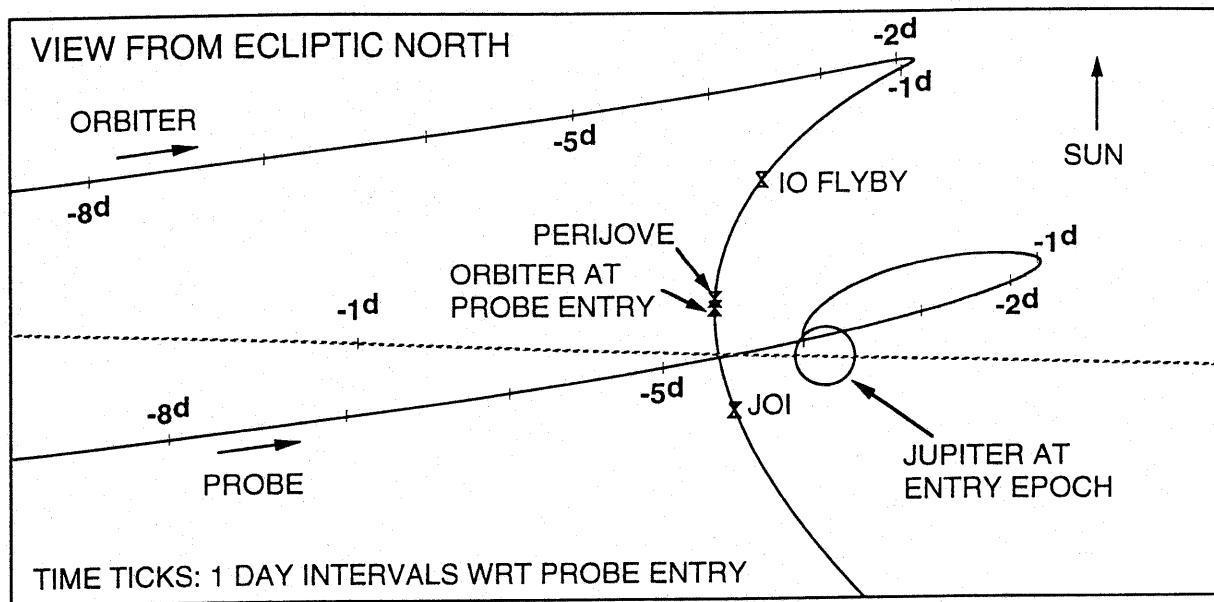 VIEW FROM ECLIPTIC NORTH
-2d
-1d
ORBITER
-5d
SUN
-8d
IO FLYBY
PERIJOVE
ORBITER AT
PROBE ENTRY
-1d
-2d
-1d
-5d
-8d
JOI
PROBE
JUPITER AT
ENTRY EPOCH
TIME TICKS: 1 DAY INTERVALS WRT PROBE ENTRY